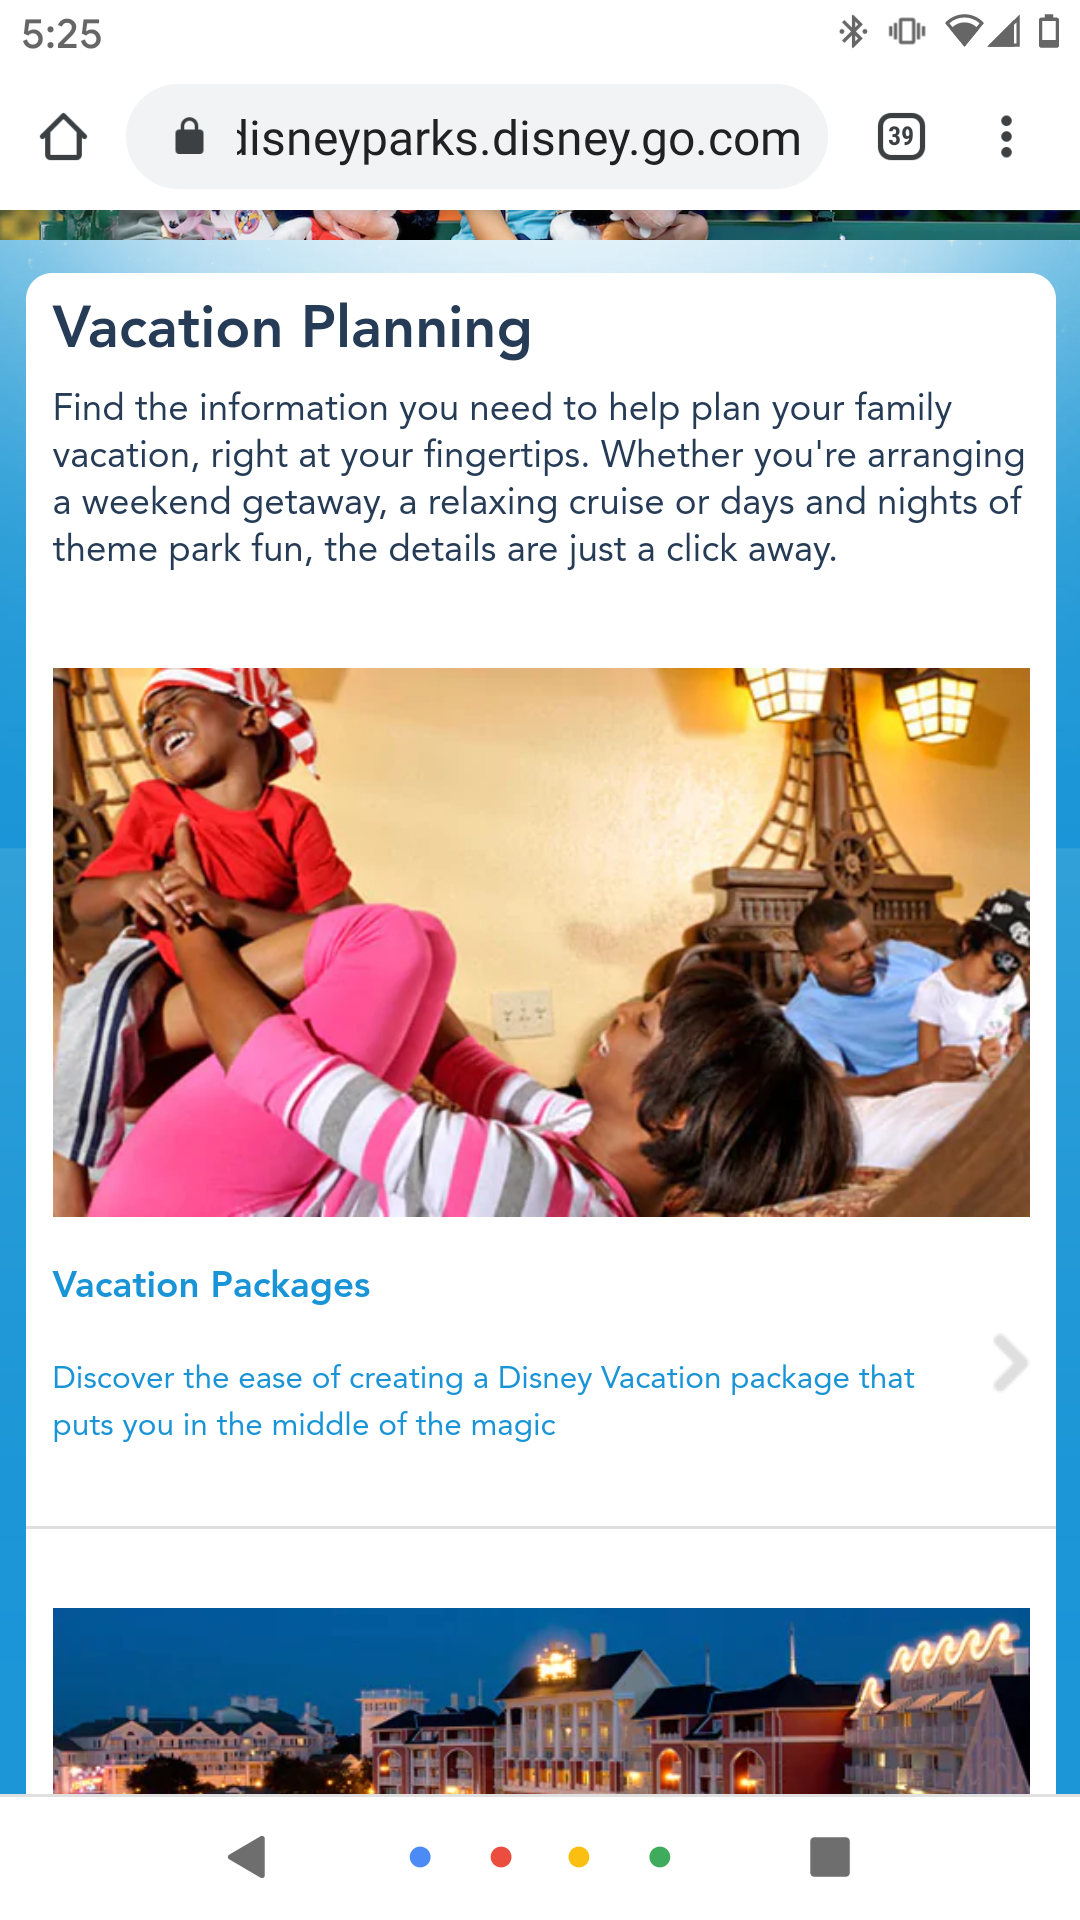 5:25
disneyparks.disney.go.com
39
Vacation Planning
Find the information you need to help plan your family
vacation, right at your fingertips. Whether you're arranging
a weekend getaway, a relaxing cruise or days and nights of
theme park fun, the details are just a click away.
Vacation Packages
Discover the ease of creating a Disney Vacation package that
puts you in the middle of the magic